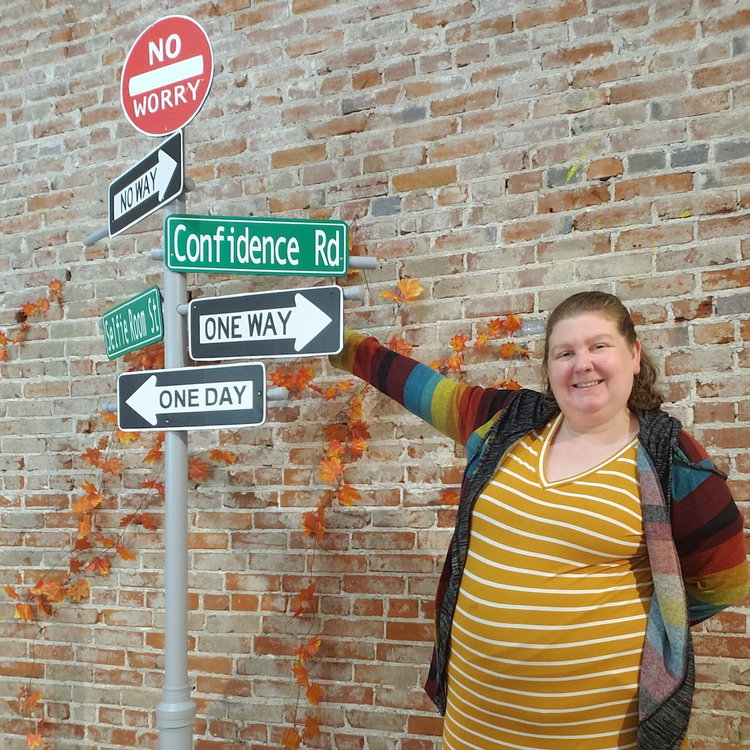 NO
WORRY
NO WAY
Confidence Rd
Selfie Room St
ONE WAY
ONE DAY